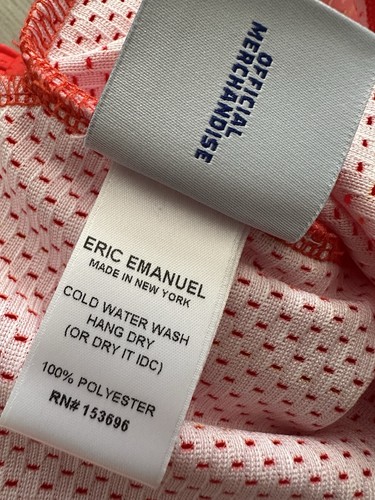 OFFICIAL
MERCHANDISE
ERIC EMANUEL
MADE IN NEW YORK
COLD WATER WASH
HANG DRY
(OR DRY IT IDC)
100% POLYESTER
RN# 153696